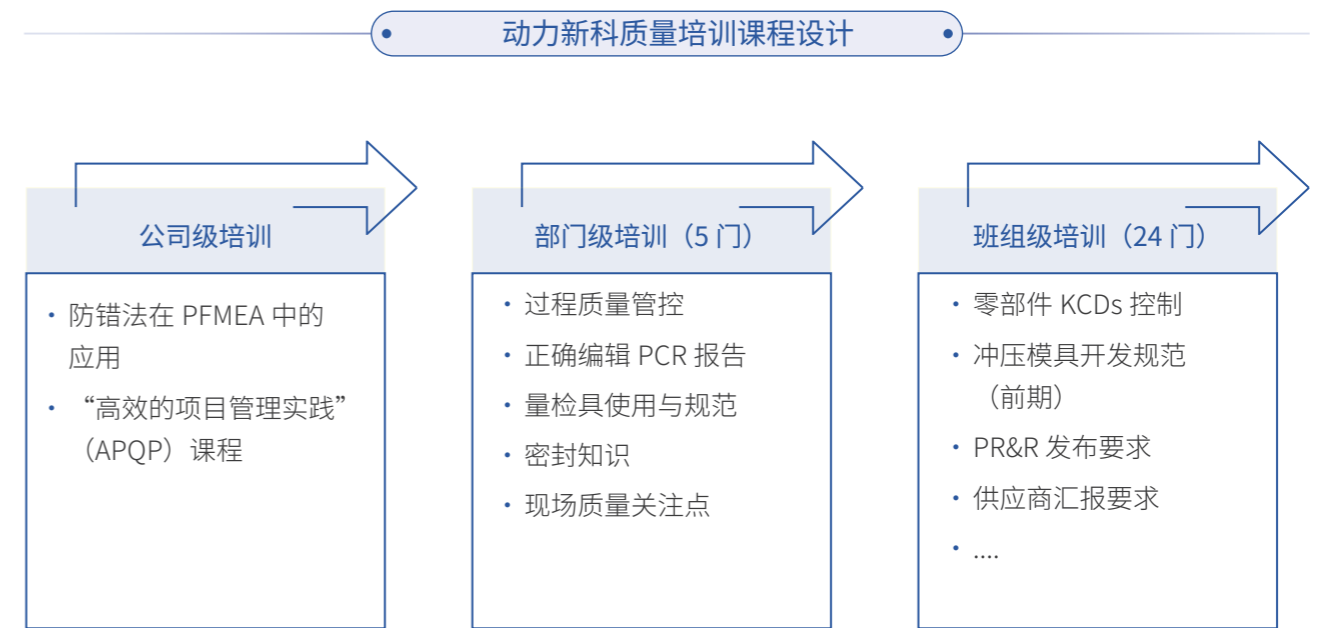 动力新科质量培训课程设计
公司级培训
• 防错法在 PFMEA 中的
应用
• “高效的项目管理实践”
（APQP）课程
部门级培训（5 门）
• 过程质量管控
• 正确编辑 PCR 报告
• 量检具使用与规范
• 密封知识
• 现场质量关注点
班组级培训（24 门）
• 零部件 KCDs 控制
• 冲压模具开发规范
（前期）
• PR&R 发布要求
• 供应商汇报要求
• ....